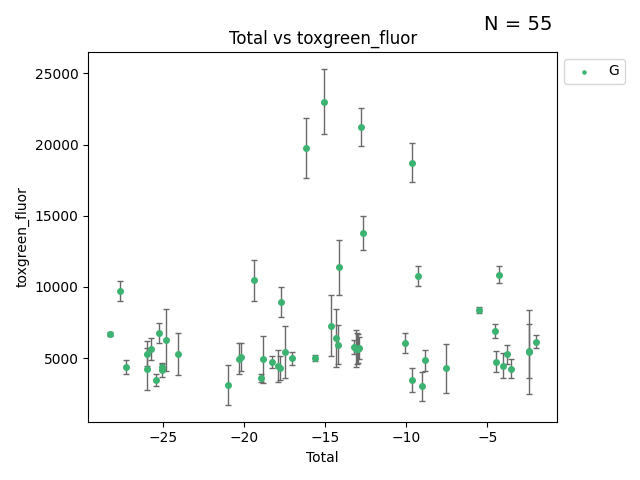 N = 55
Total vs toxgreen_fluor
G
25000
20000
15000
10000
5000
toxgreen_fluor
−25 −20 −15 −10 −5
Total